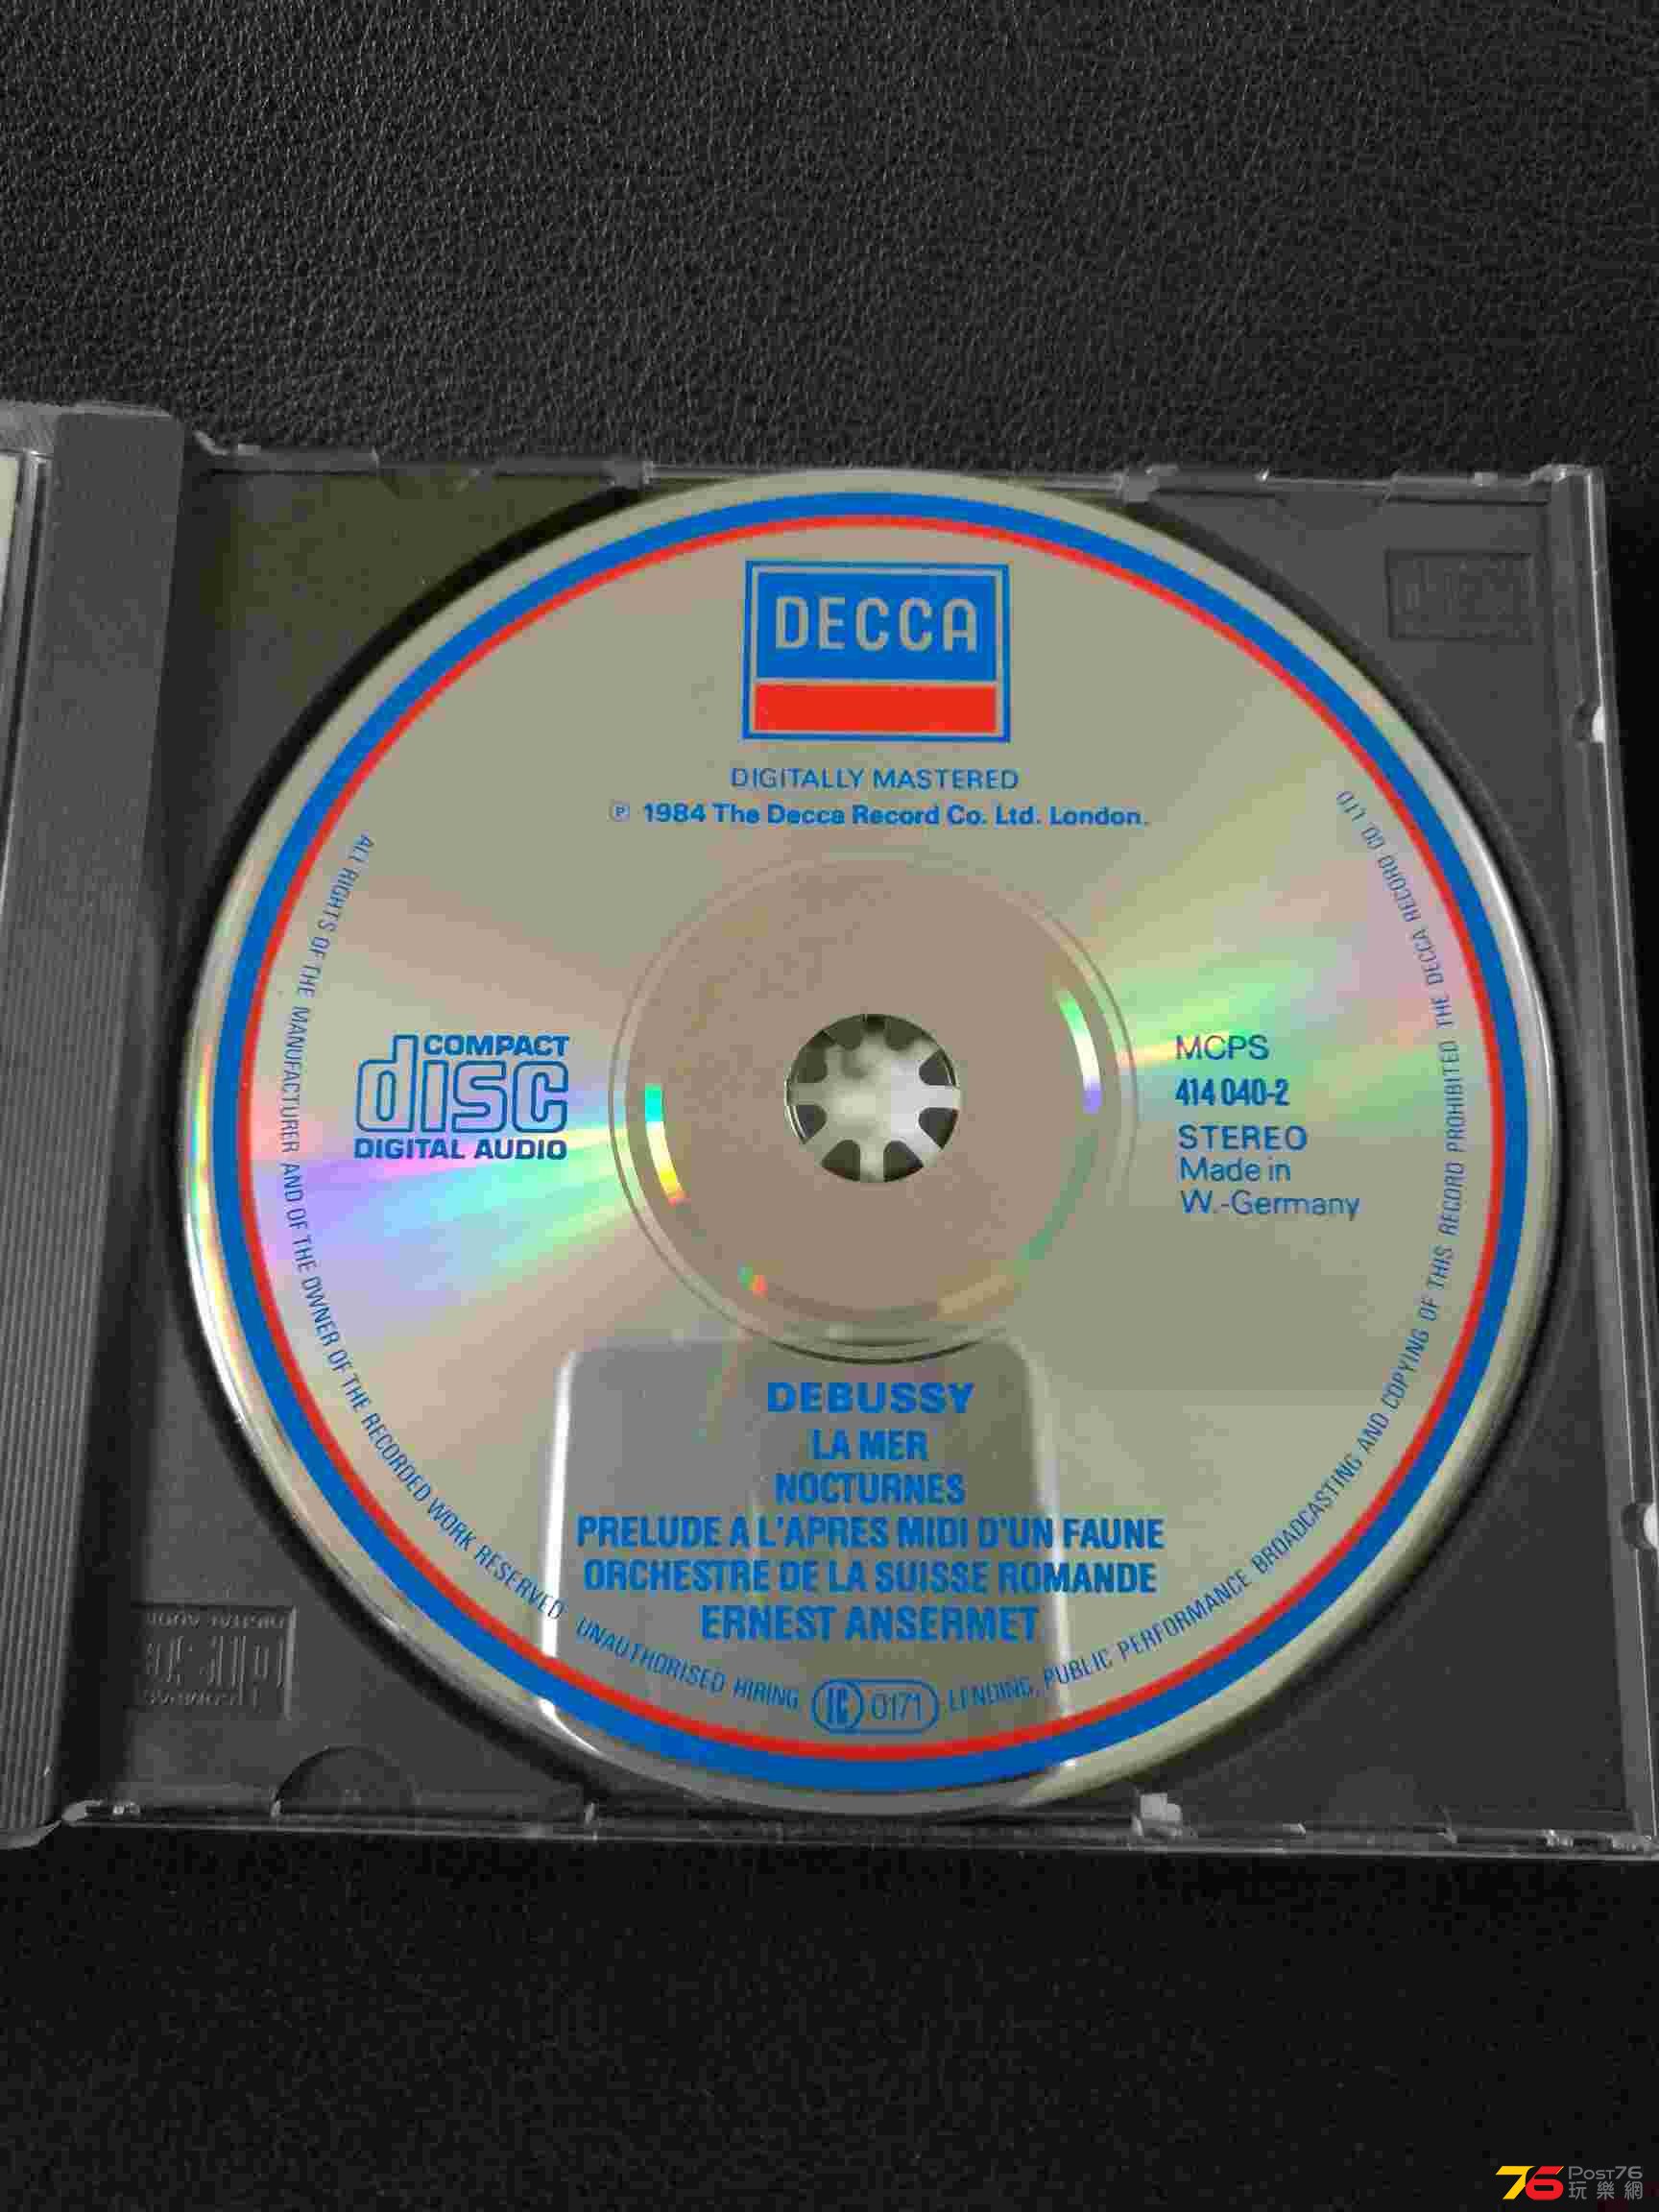 DECCA
DIGITALLY MASTERED
℗ 1984 The Decca Record Co. Ltd. London.
COMPACT
disc
DIGITAL AUDIO
MCPS
414 040-2
STEREO
Made in
W.-Germany
DEBUSSY
LA MER
NOCTURNES
PRELUDE A L'APRES MIDI D'UN FAUNE
ORCHESTRE DE LA SUISSE ROMANDE
ERNEST ANSERMET
ALL RIGHTS OF THE MANUFACTURER AND OF THE OWNER OF THE RECORDED WORK RESERVED UNAUTHORISED HIRING, LENDING, PUBLIC PERFORMANCE BROADCASTING AND COPYING OF THIS RECORD PROHIBITED THE DECCA RECORD CO. LTD
IC 0171
76 Post76
玩樂網